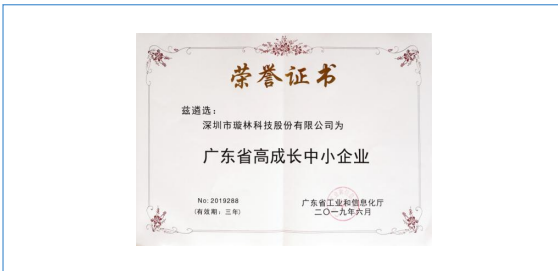 荣誉证书
兹遴选：
深圳市璇林科技股份有限公司为
广东省高成长中小企业
No: 2019288
(有效期：三年)
广东省工业和信息化厅
二〇一九年六月